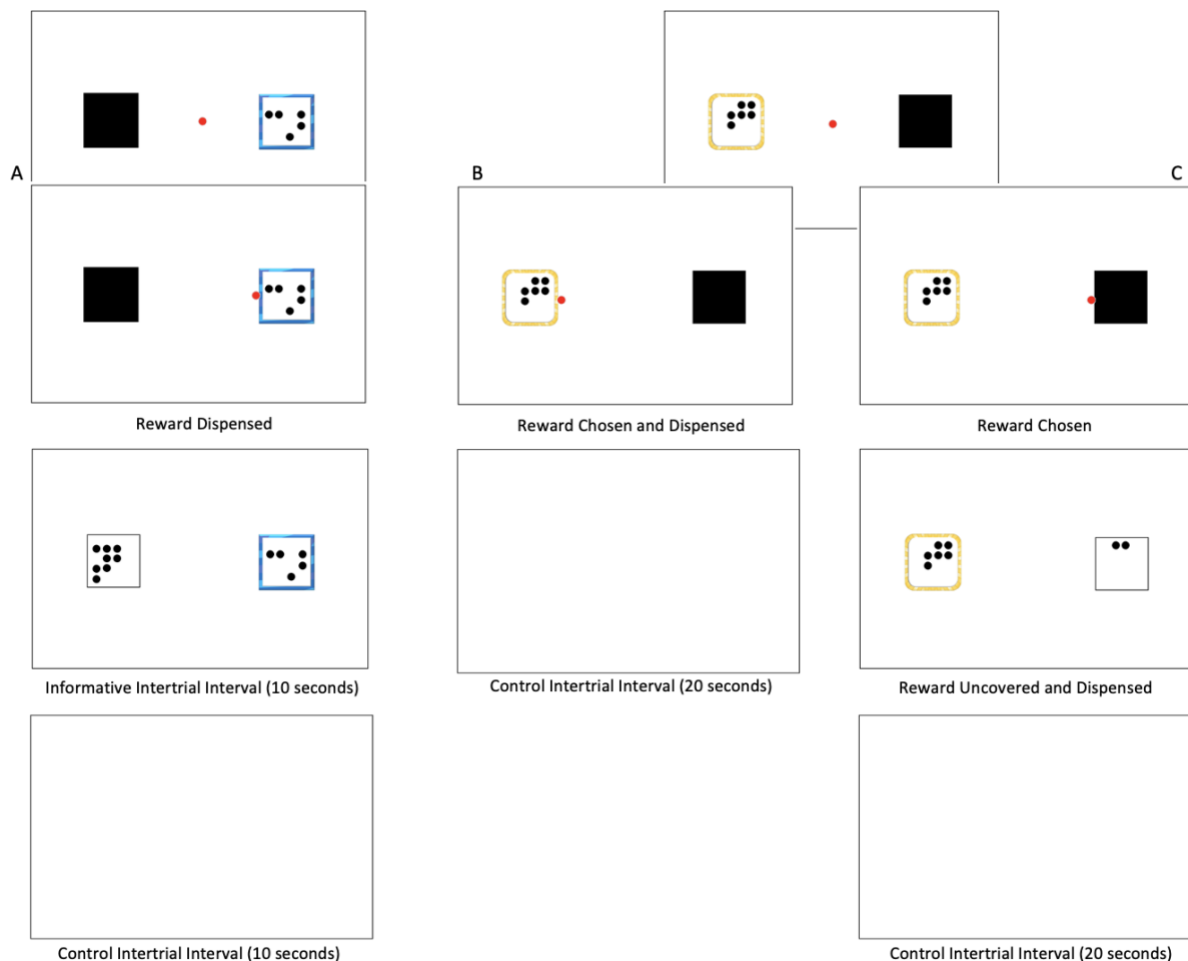 A
B
C
Reward Dispensed
Reward Chosen and Dispensed
Reward Chosen
Informative Intertrial Interval (10 seconds)
Control Intertrial Interval (20 seconds)
Reward Uncovered and Dispensed
Control Intertrial Interval (10 seconds)
Control Intertrial Interval (20 seconds)